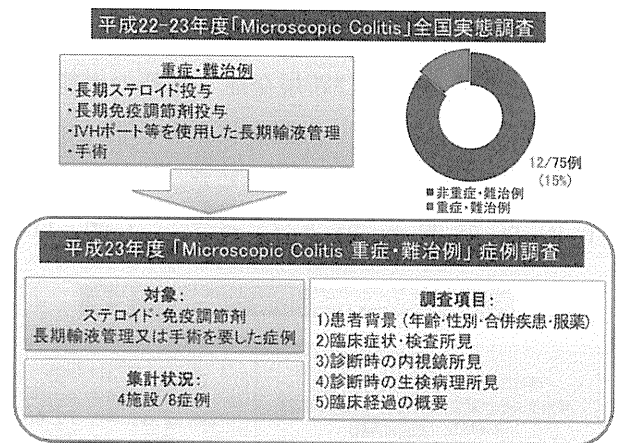 平成22-23年度「Microscopic Colitis」全国実態調査
重症・難治例
・長期ステロイド投与
・長期免疫調節剤投与
・IVHポート等を使用した長期輸液管理
・手術
12/75例
(15%)
■非重症・難治例
■重症・難治例
平成23年度「Microscopic Colitis 重症・難治例」症例調査
対象:
ステロイド・免疫調節剤
長期輸液管理又は手術を要した症例
集計状況:
4施設/8症例
調査項目:
1)患者背景(年齢・性別・合併疾患・服薬)
2)臨床症状・検査所見
3)診断時の内視鏡所見
4)診断時の生検病理所見
5)臨床経過の概要